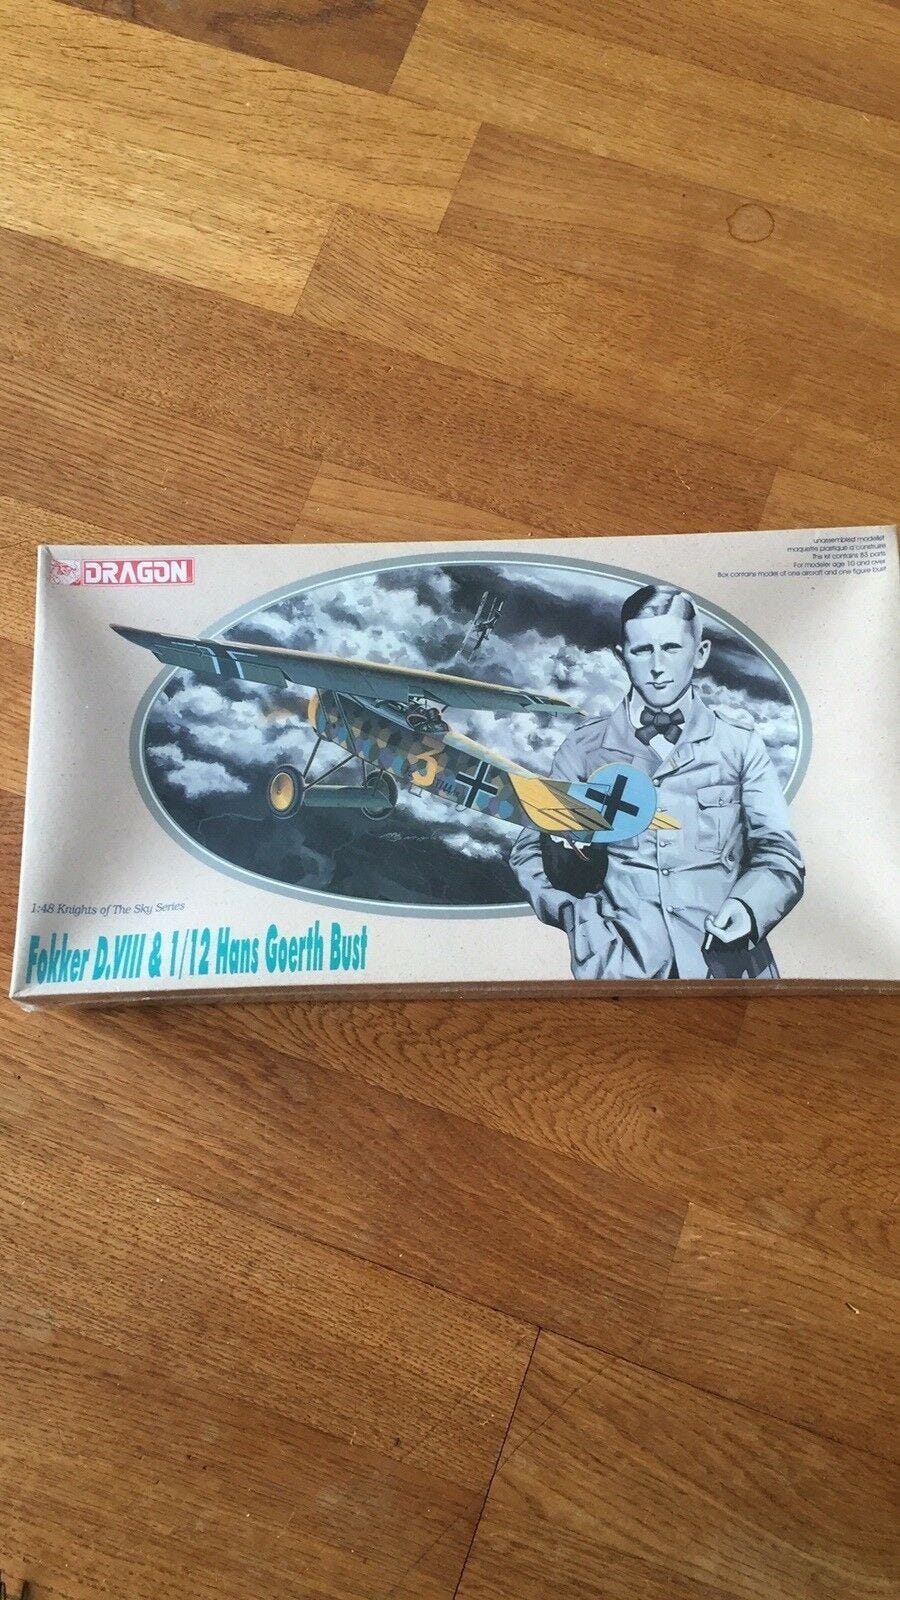 DRAGON
unassembled modellet
maquette plastique a construire
The kit contains 83 parts
For modeler age 10 and over
Box contains model of one aircraft and one figure bust
3
1:48 Knights of The Sky Series
Fokker D.VIII & 1/12 Hans Goerth Bust